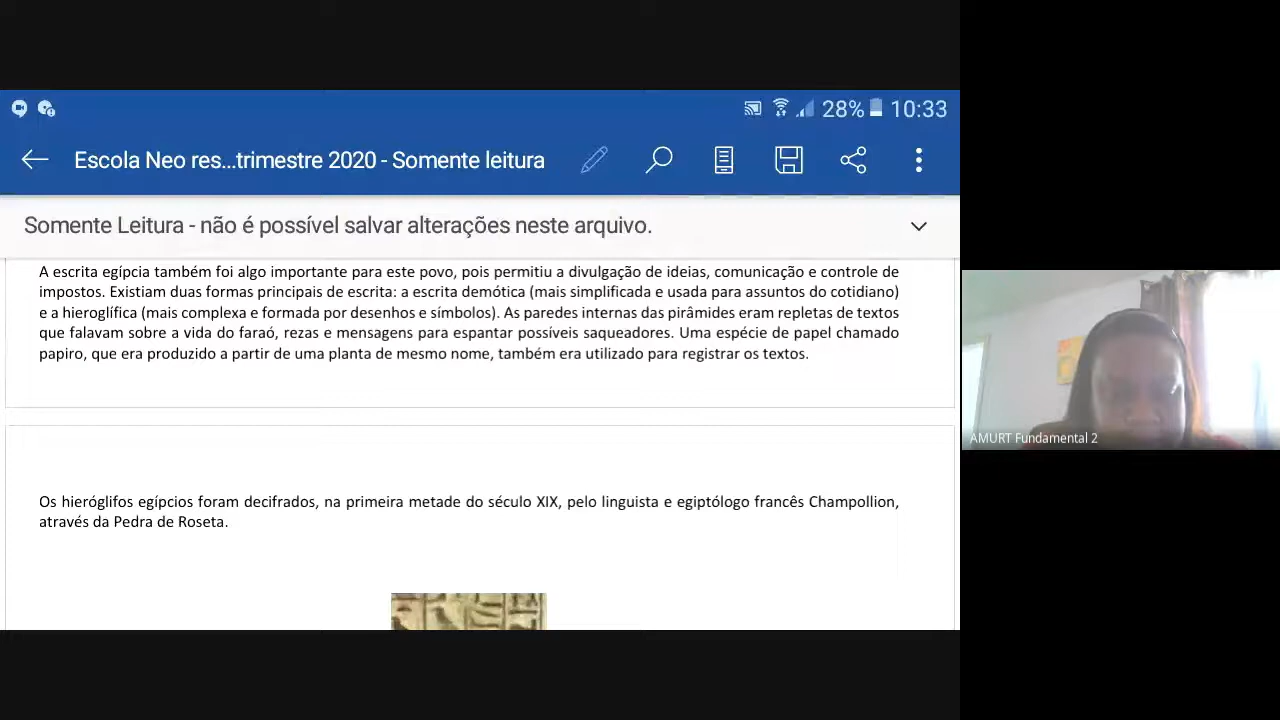 28% 10:33
Escola Neo res...trimestre 2020 - Somente leitura
Somente Leitura - não é possível salvar alterações neste arquivo.
A escrita egípcia também foi algo importante para este povo, pois permitiu a divulgação de ideias, comunicação e controle de
impostos. Existiam duas formas principais de escrita: a escrita demótica (mais simplificada e usada para assuntos do cotidiano)
e a hieroglífica (mais complexa e formada por desenhos e símbolos). As paredes internas das pirâmides eram repletas de textos
que falavam sobre a vida do faraó, rezas e mensagens para espantar possíveis saqueadores. Uma espécie de papel chamado
papiro, que era produzido a partir de uma planta de mesmo nome, também era utilizado para registrar os textos.
Os hieróglifos egípcios foram decifrados, na primeira metade do século XIX, pelo linguista e egiptólogo francês Champollion,
através da Pedra de Roseta.
AMURT Fundamental 2